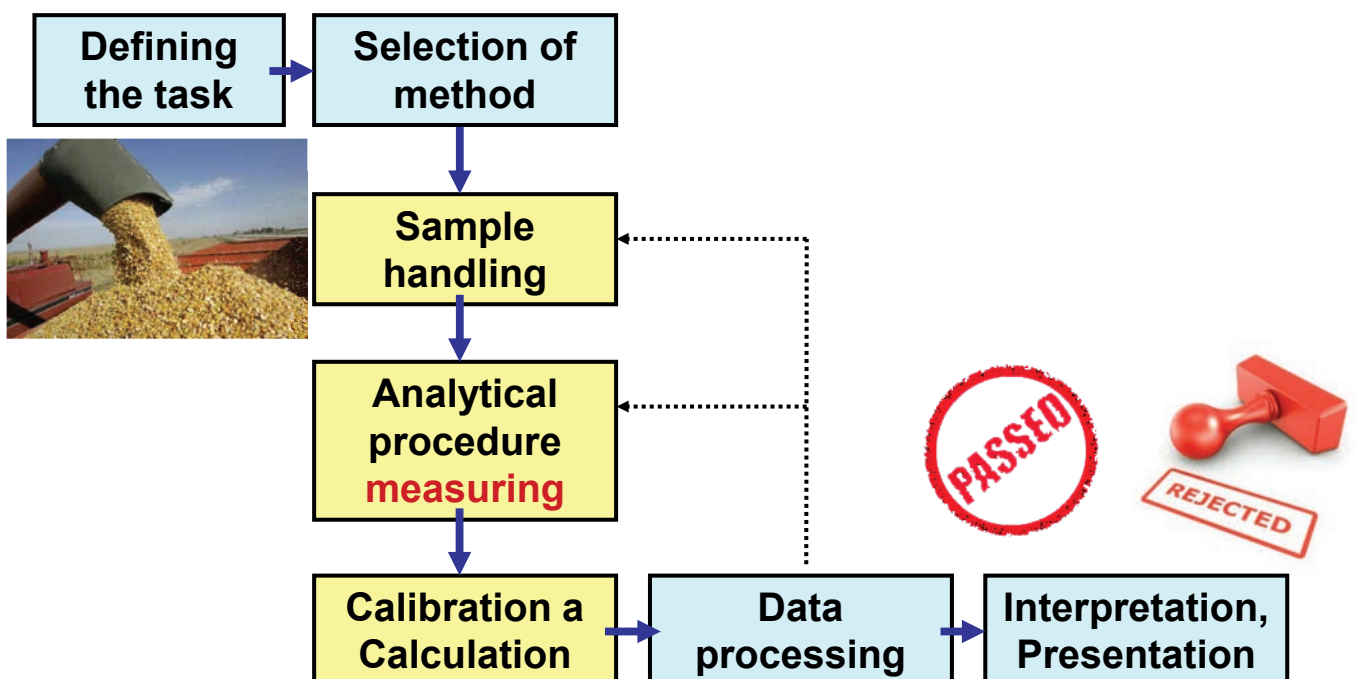 Defining
the task
Selection of
method
Sample
handling
Analytical
procedure
measuring
PASSED
REJECTED
Calibration a
Calculation
Data
processing
Interpretation,
Presentation